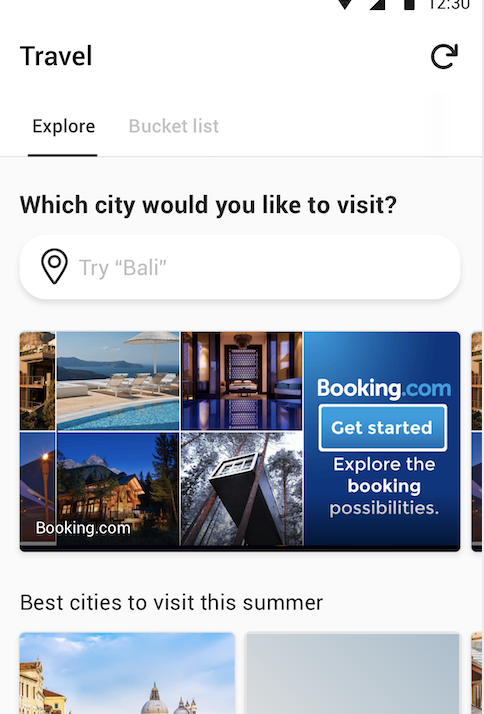 12:30
Travel
Explore Bucket list
Which city would you like to visit?
Try “Bali”
Booking.com
Get started
Explore the
booking
possibilities.
Booking.com
Best cities to visit this summer